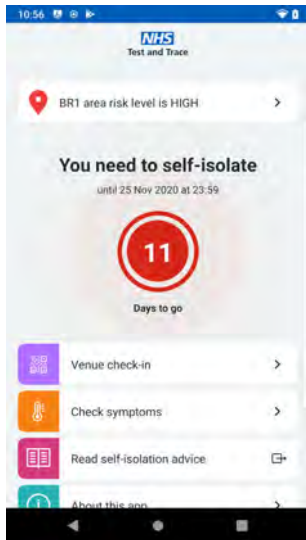 10:56
NHS
Test and Trace
BR1 area risk level is HIGH
You need to self-isolate
until 25 Nov 2020 at 23:59
11
Days to go
Venue check-in
Check symptoms
Read self-isolation advice
About this app